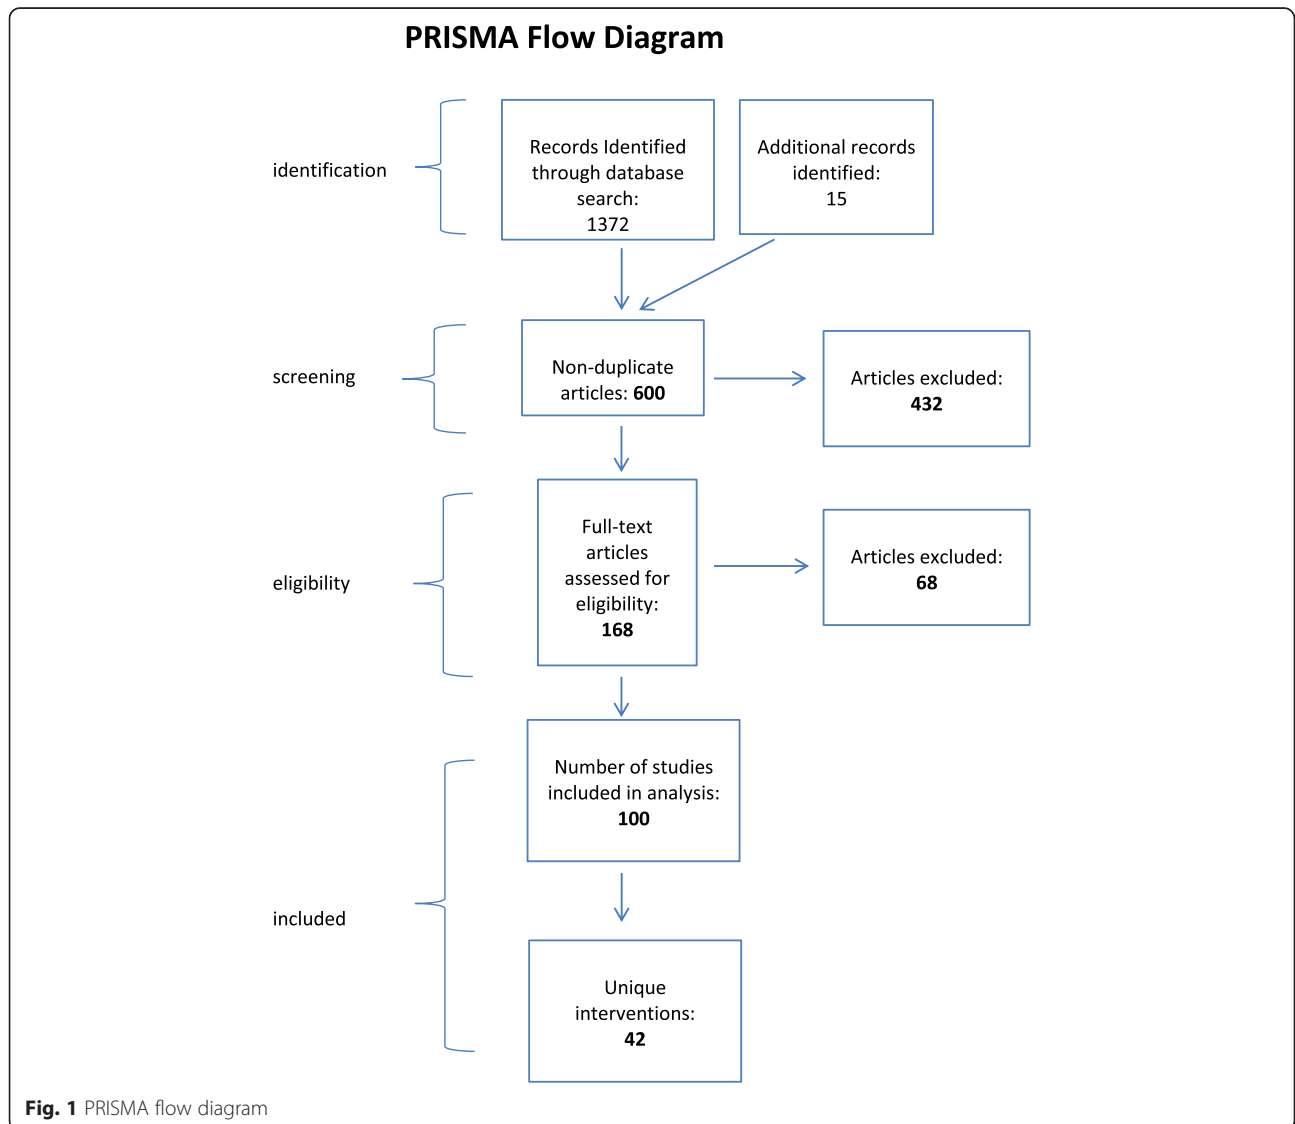 PRISMA Flow Diagram
identification
Records Identified
through database
search:
1372
Additional records
identified:
15
screening
Non-duplicate
articles: 600
Articles excluded:
432
eligibility
Full-text
articles
assessed for
eligibility:
168
Articles excluded:
68
included
Number of studies
included in analysis:
100
Unique
interventions:
42
Fig. 1 PRISMA flow diagram